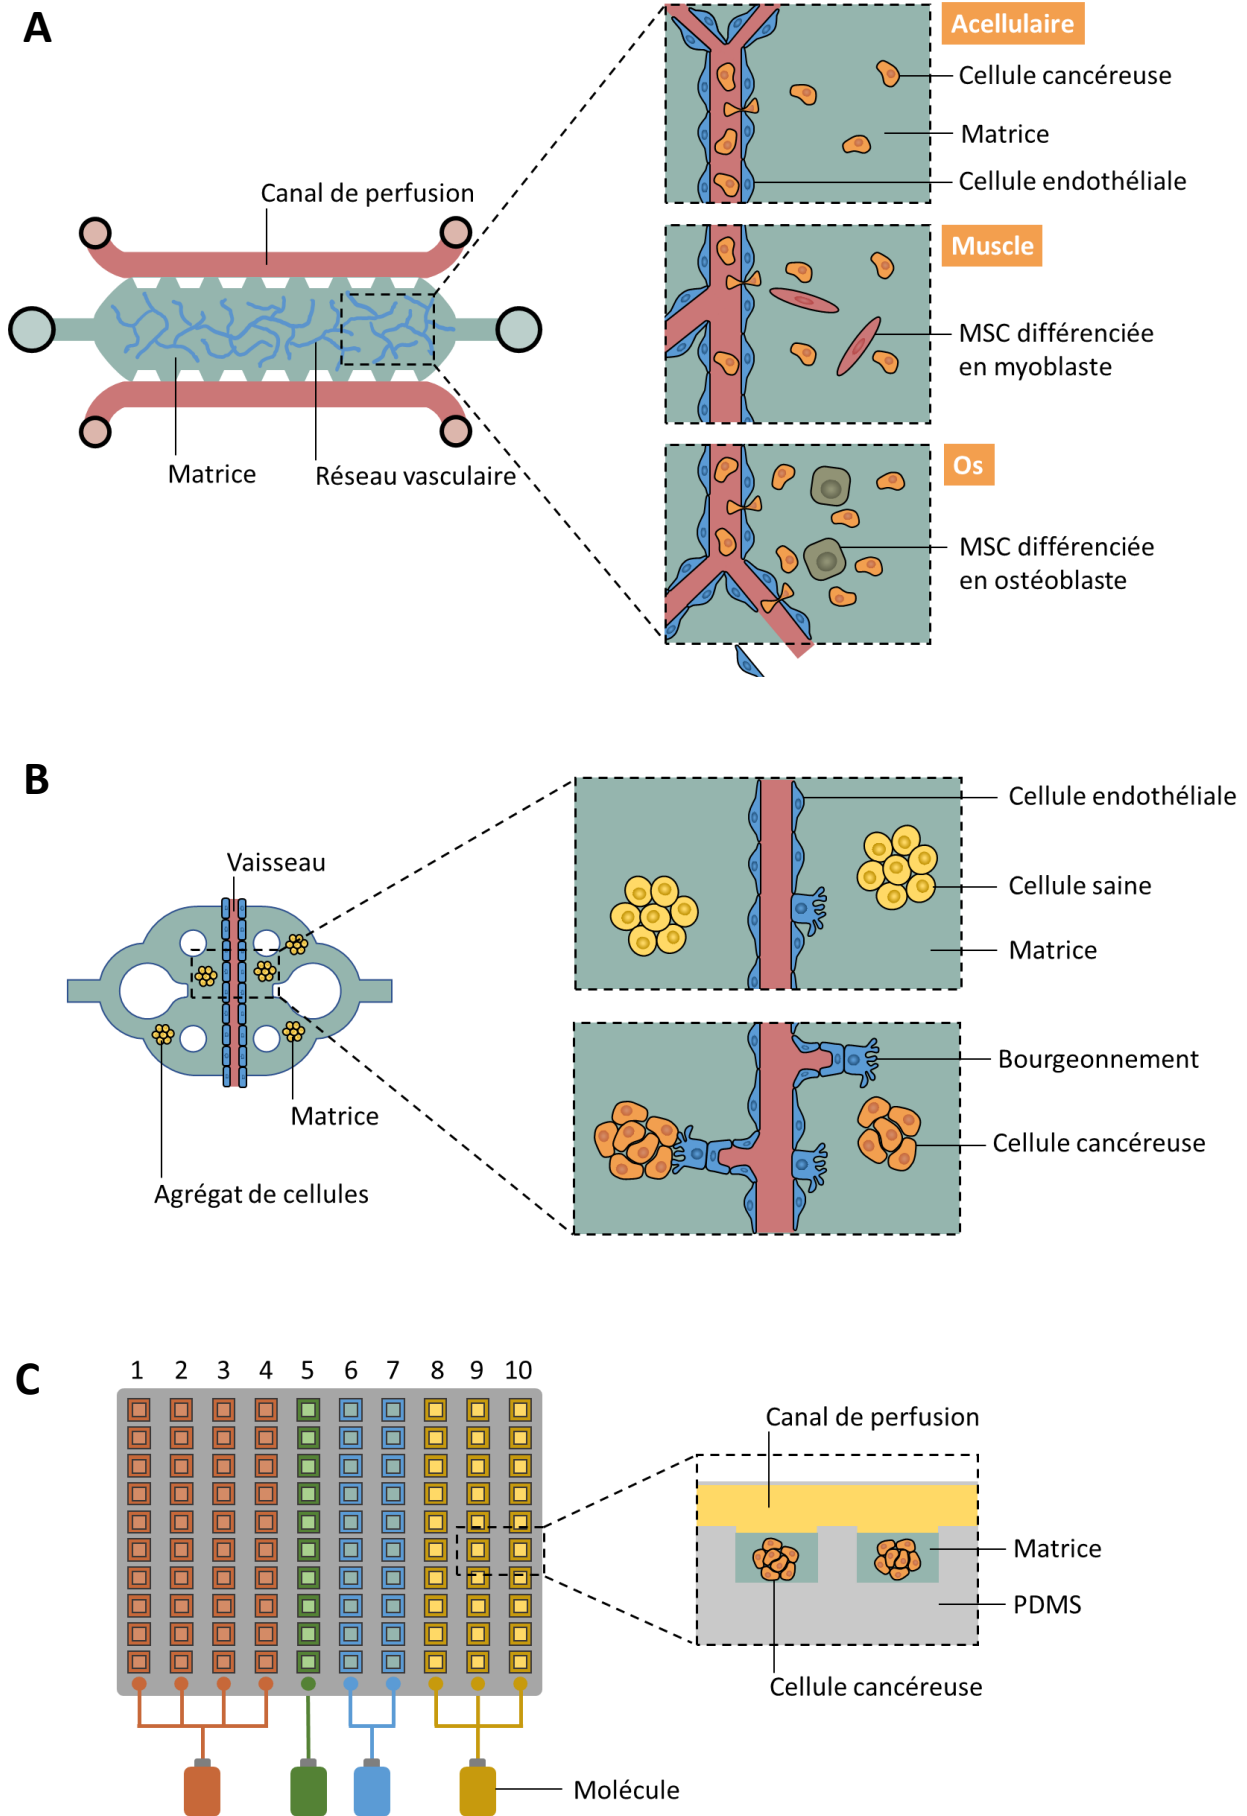 A
Acellulaire
Cellule cancéreuse
Matrice
Cellule endothéliale
Canal de perfusion
Muscle
MSC différenciée
en myoblaste
Matrice
Réseau vasculaire
Os
MSC différenciée
en ostéoblaste
B
Cellule endothéliale
Vaisseau
Cellule saine
Matrice
Bourgeonnement
Matrice
Cellule cancéreuse
Agrégat de cellules
C
1 2 3 4 5 6 7 8 9 10
Canal de perfusion
Matrice
PDMS
Cellule cancéreuse
Molécule